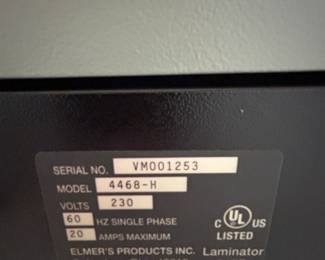 SERIAL NO. VM001253
MODEL 4468-H
VOLTS 230
60 HZ SINGLE PHASE
20 AMPS MAXIMUM
C UL US
LISTED
ELMER'S PRODUCTS INC. Laminator